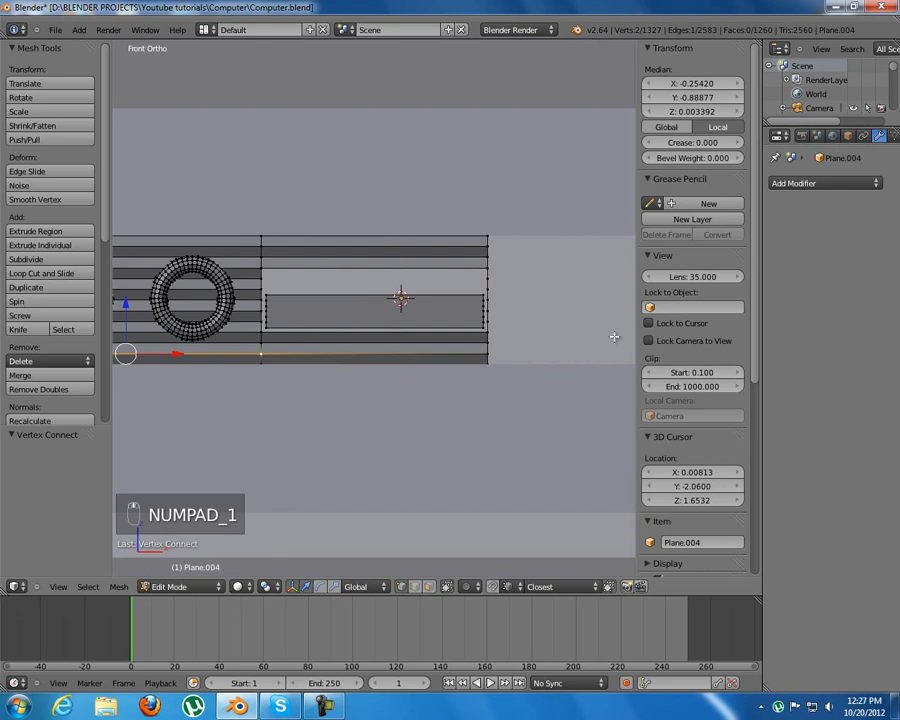 Blender* [D:\BLENDER PROJECTS\Youtube tutorials\Computer\Computer.blend]
File Add Render Window Help Default Scene Blender Render v2.64 | Verts:2/1327 | Edges:1/2583 | Faces:0/1260 | Tris:2560 | Plane.004
Mesh Tools
Transform:
Translate
Rotate
Scale
Shrink/Fatten
Push/Pull
Deform:
Edge Slide
Noise
Smooth Vertex
Add:
Extrude Region
Extrude Individual
Subdivide
Loop Cut and Slide
Duplicate
Spin
Screw
Knife Select
Remove:
Delete
Merge
Remove Doubles
Normals:
Recalculate
Vertex Connect
Front Ortho
NUMPAD_1
Last: Vertex Connect
(1) Plane.004
Transform
Median:
X: -0.25420
Y: -0.88877
Z: 0.003392
Global Local
Crease: 0.000
Bevel Weight: 0.000
Grease Pencil
New
New Layer
Delete Frame Convert
View
Lens: 35.000
Lock to Object:
Lock to Cursor
Lock Camera to View
Clip:
Start: 0.100
End: 1000.000
Local Camera:
Camera
3D Cursor
Location:
X: 0.00813
Y: -2.0600
Z: 1.6532
Item
Plane.004
Display
View Search All Sce
Scene
RenderLaye
World
Camera
Plane.004
Add Modifier
View Select Mesh Edit Mode Global Closest
-40 -20 0 20 40 60 80 100 120 140 160 180 200 220 240 260
View Marker Frame Playback Start: 1 End: 250 1 No Sync
12:27 PM
10/20/2012